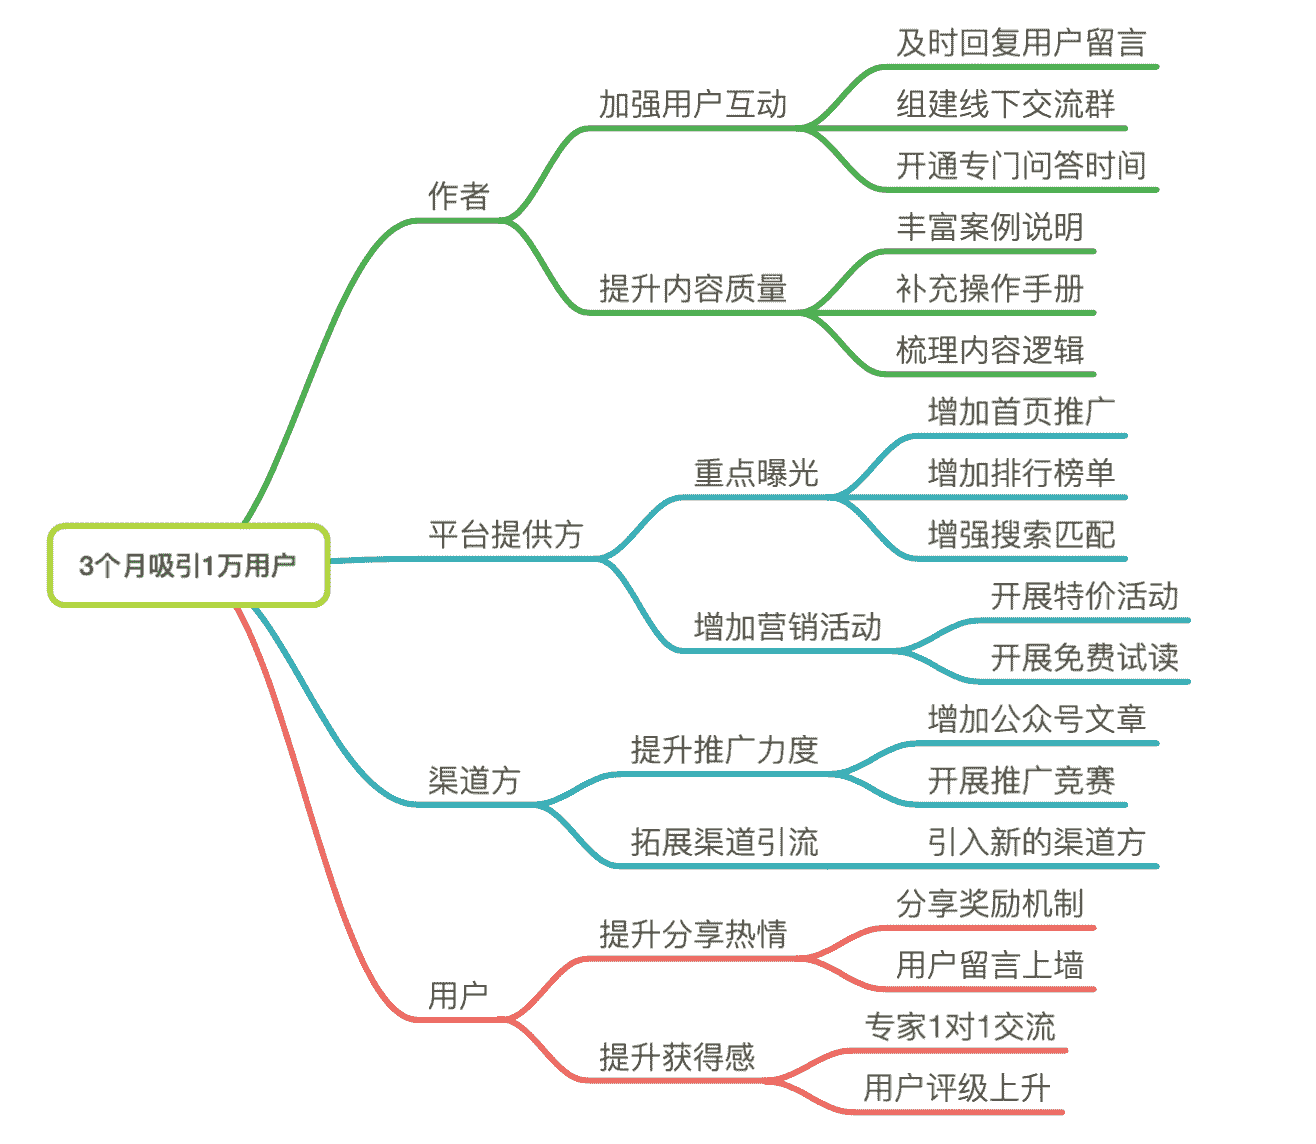 3个月吸引1万用户
作者
加强用户互动
及时回复用户留言
组建线下交流群
开通专门问答时间
提升内容质量
丰富案例说明
补充操作手册
梳理内容逻辑
平台提供方
重点曝光
增加首页推广
增加排行榜单
增强搜索匹配
增加营销活动
开展特价活动
开展免费试读
渠道方
提升推广力度
增加公众号文章
开展推广竞赛
拓展渠道引流
引入新的渠道方
用户
提升分享热情
分享奖励机制
用户留言上墙
提升获得感
专家1对1交流
用户评级上升